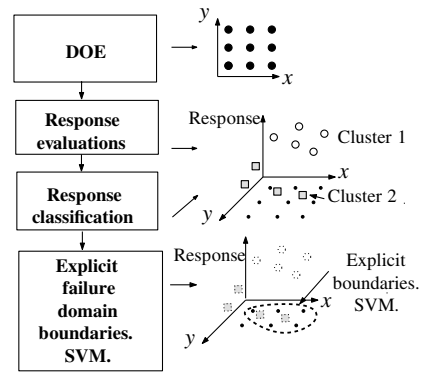 DOE
y
x
Response
evaluations
Response
Cluster 1
x
y
Response
classification
Cluster 2
Explicit
failure
domain
boundaries.
SVM.
Response
x
y
Explicit
boundaries.
SVM.